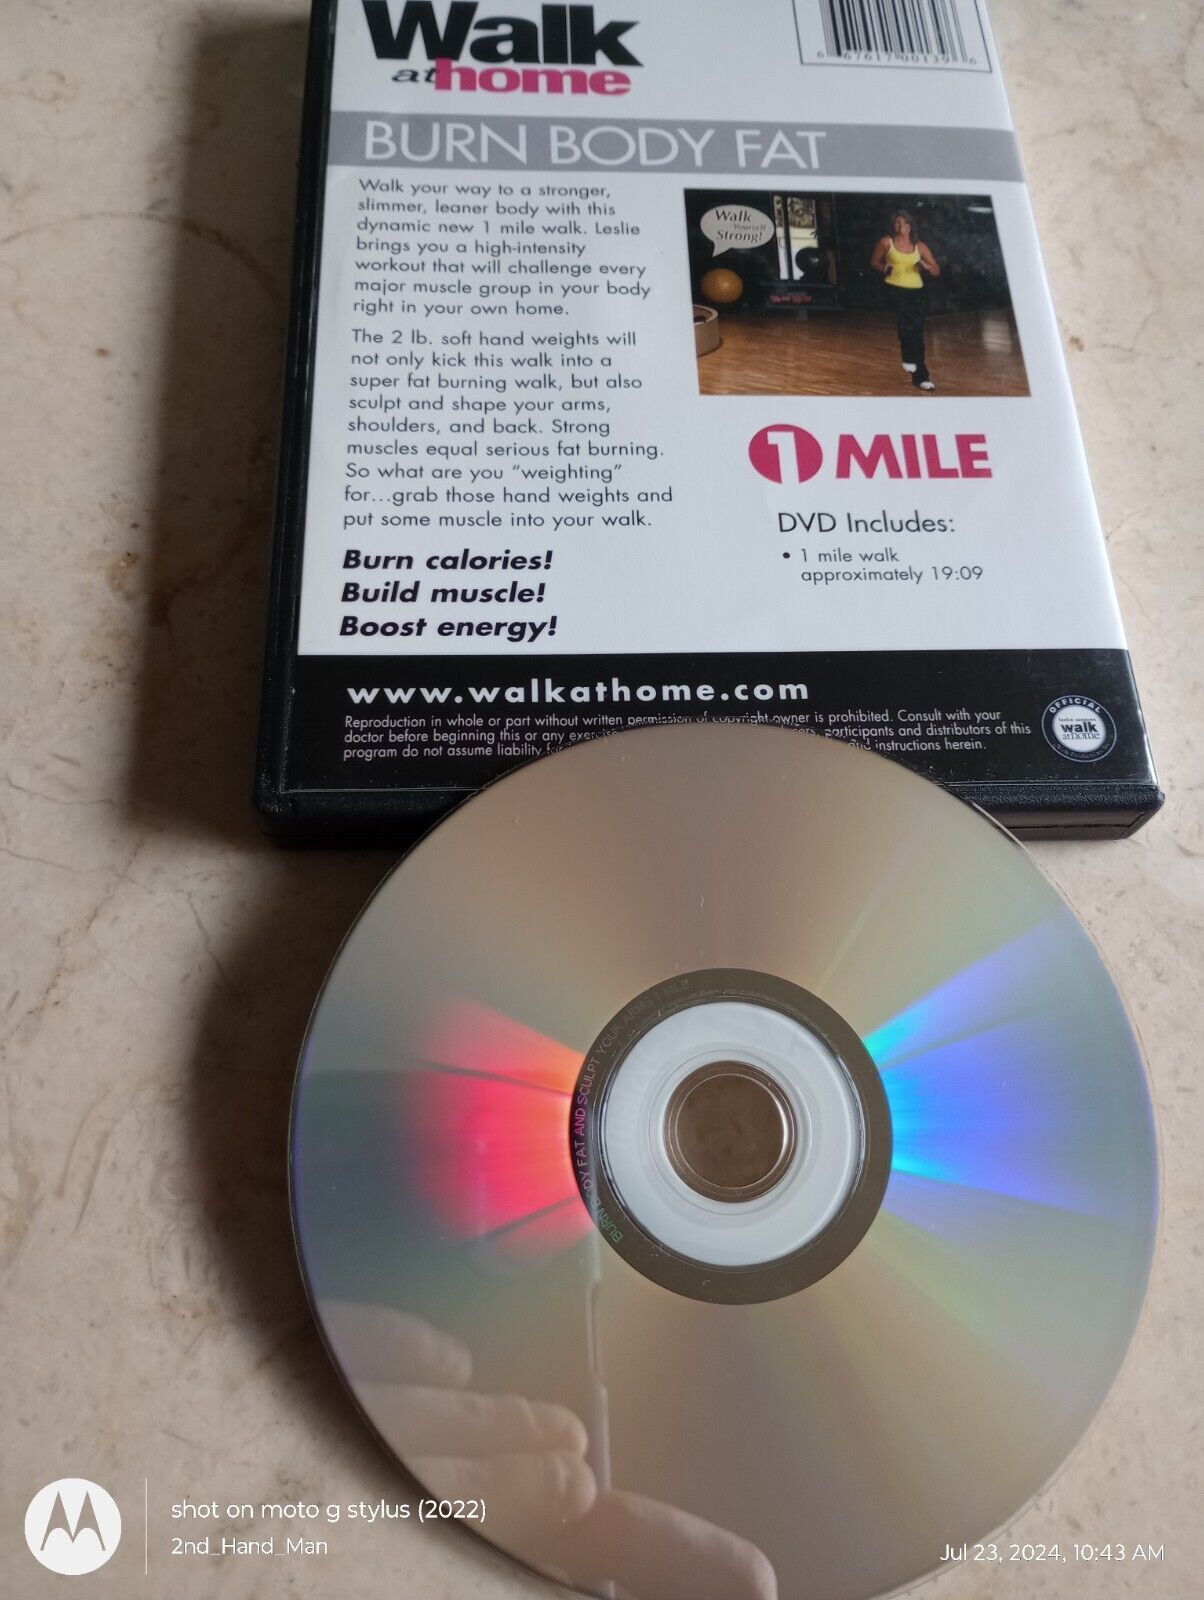 Walk
at home
6 67617 00139 6
BURN BODY FAT
Walk your way to a stronger,
slimmer, leaner body with this
dynamic new 1 mile walk. Leslie
brings you a high-intensity
workout that will challenge every
major muscle group in your body
right in your own home.
The 2 lb. soft hand weights will
not only kick this walk into a
super fat burning walk, but also
sculpt and shape your arms,
shoulders, and back. Strong
muscles equal serious fat burning.
So what are you “weighting”
for...grab those hand weights and
put some muscle into your walk.
Burn calories!
Build muscle!
Boost energy!
Walk
Yourself
Strong!
1 MILE
DVD Includes:
• 1 mile walk
approximately 19:09
www.walkathome.com
Reproduction in whole or part without written permission of copyright owner is prohibited. Consult with your
doctor before beginning this or any exercise participants and distributors of this
program do not assume liability and instructions herein.
OFFICIAL
walk
at home
BURN BODY FAT AND SCULPT YOUR ARMS 1 MILE
shot on moto g stylus (2022)
2nd_Hand_Man
Jul 23, 2024, 10:43 AM